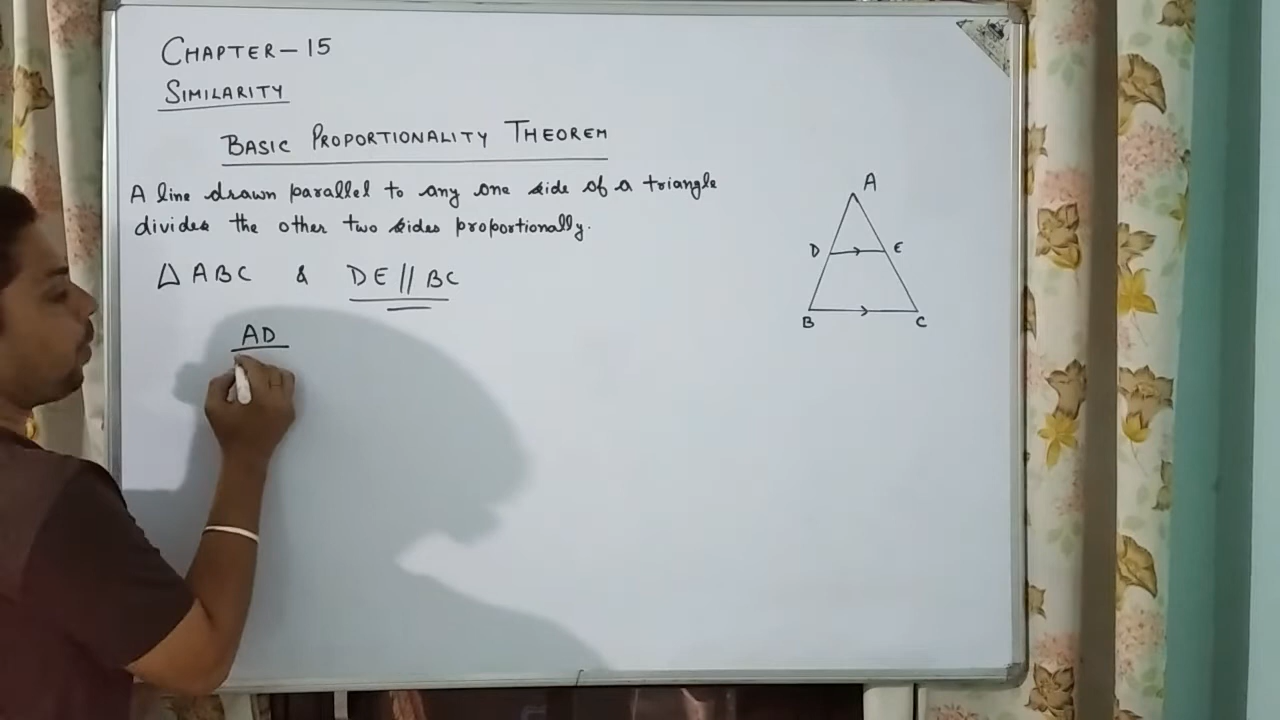 CHAPTER-15
SIMILARITY
BASIC PROPORTIONALITY THEOREM
A line drawn parallel to any one side of a triangle
divides the other two sides proportionally.
△ ABC & DE // BC
AD
A
D E
B C